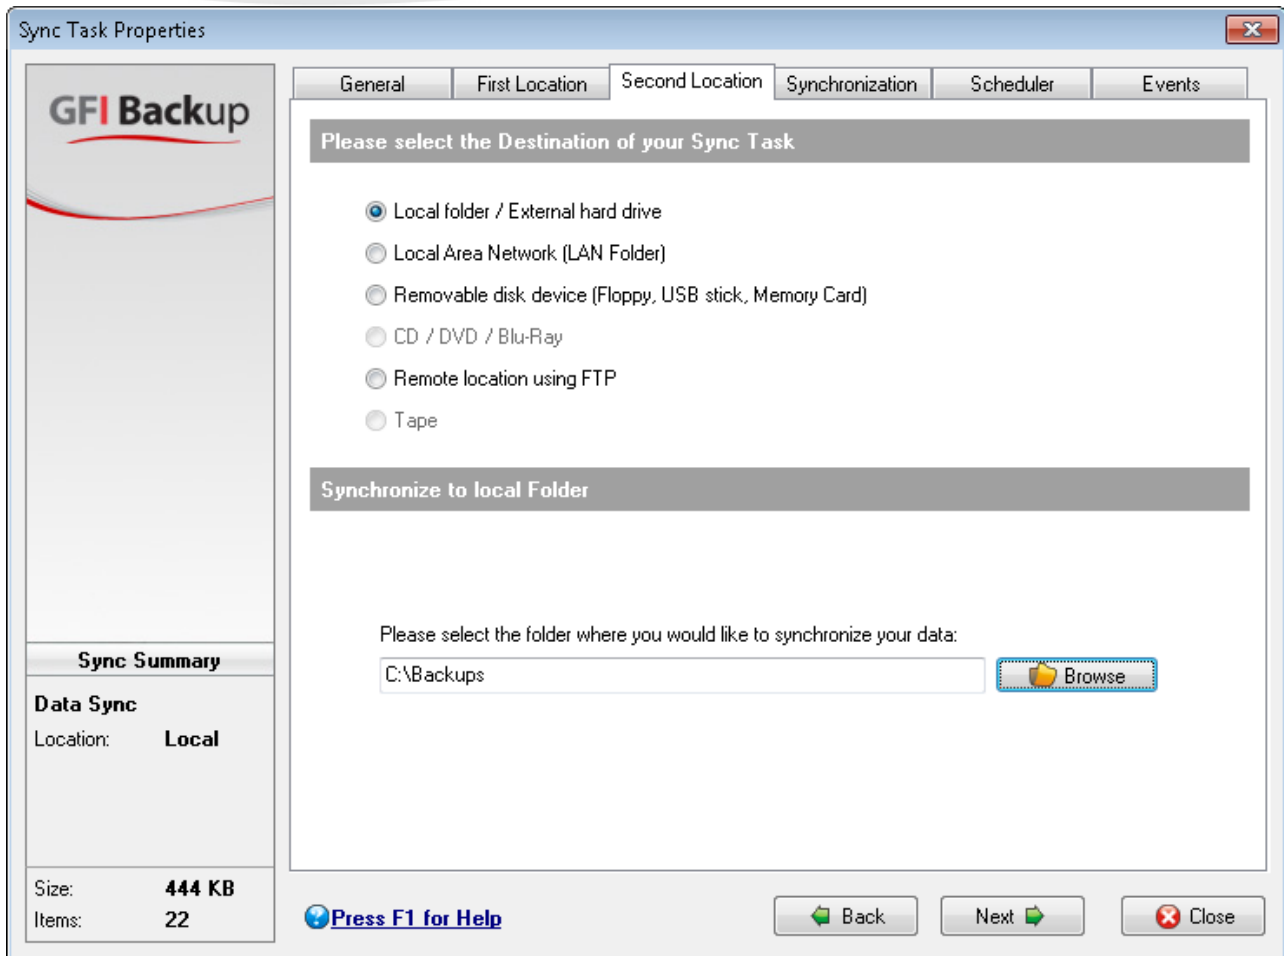 Sync Task Properties
GFI Backup
General First Location Second Location Synchronization Scheduler Events
Please select the Destination of your Sync Task
Local folder / External hard drive
Local Area Network (LAN Folder)
Removable disk device (Floppy, USB stick, Memory Card)
CD / DVD / Blu-Ray
Remote location using FTP
Tape
Synchronize to local Folder
Please select the folder where you would like to synchronize your data:
C:\Backups Browse
Sync Summary
Data Sync
Location: Local
Size: 444 KB
Items: 22
Press F1 for Help Back Next Close